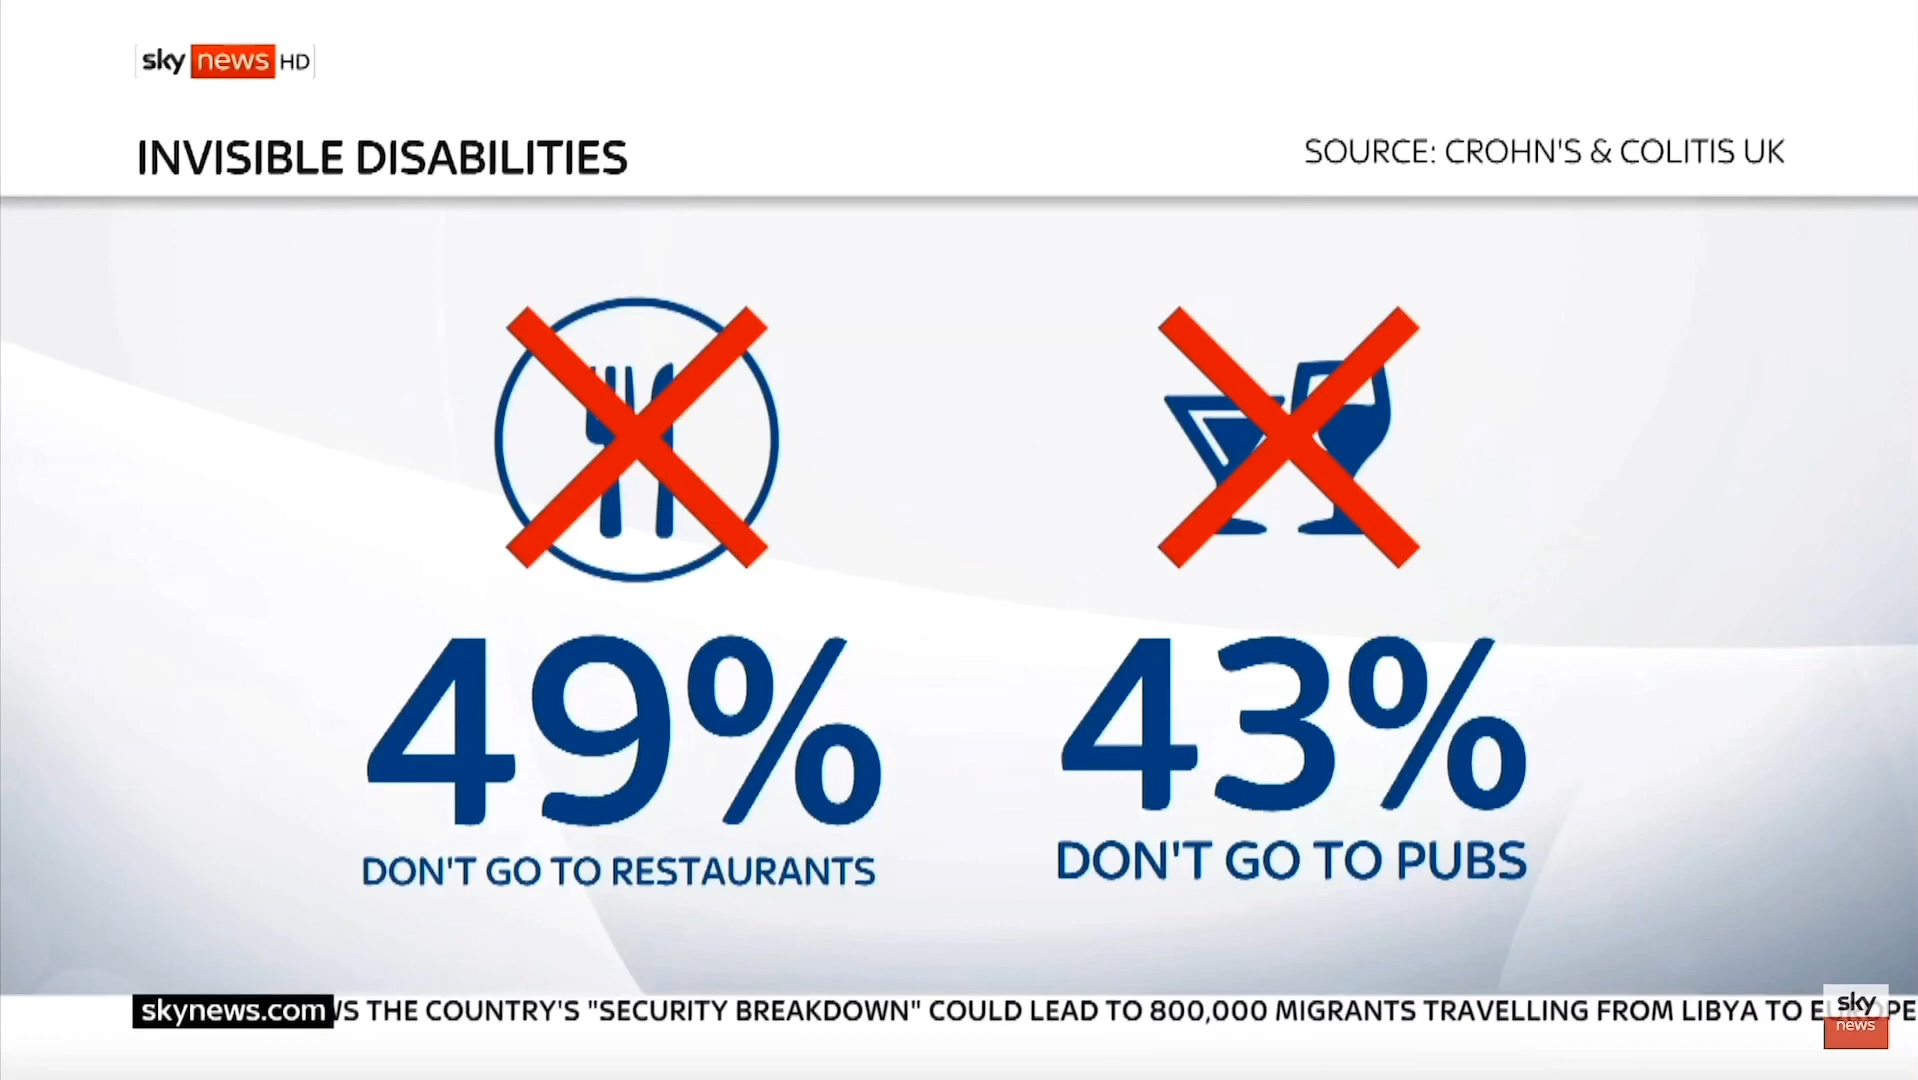 sky news HD
INVISIBLE DISABILITIES
SOURCE: CROHN'S & COLITIS UK
49%
DON'T GO TO RESTAURANTS
43%
DON'T GO TO PUBS
skynews.com THE COUNTRY'S "SECURITY BREAKDOWN" COULD LEAD TO 800,000 MIGRANTS TRAVELLING FROM LIBYA TO
sky
news